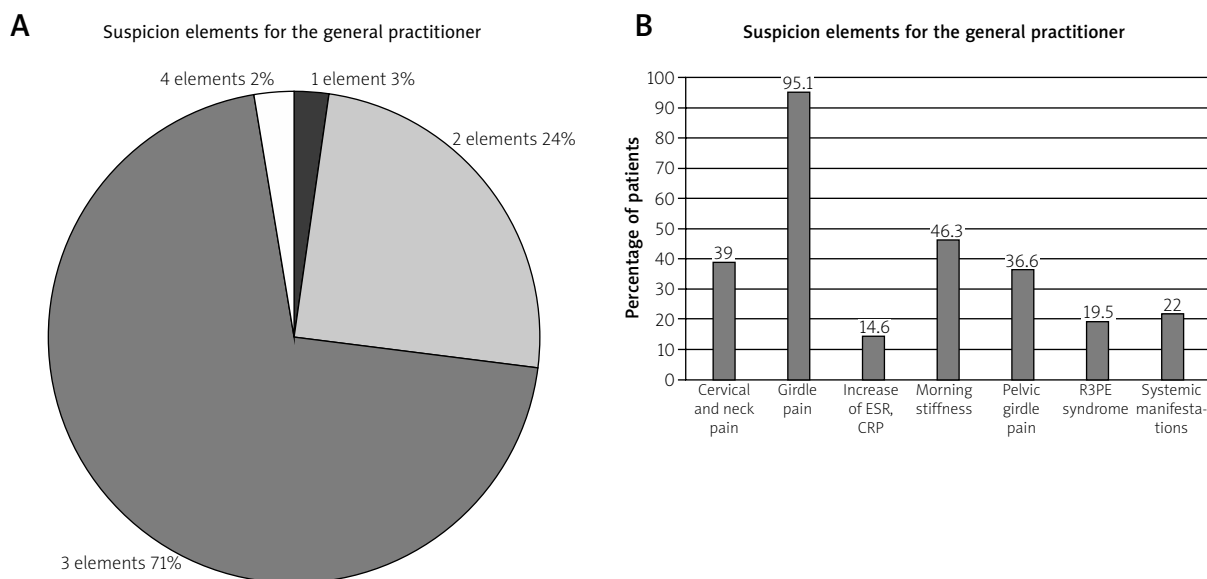 A
Suspicion elements for the general practitioner
4 elements 2%
1 element 3%
2 elements 24%
3 elements 71%
B
Suspicion elements for the general practitioner
Percentage of patients
100
90
80
70
60
50
40
30
20
10
0
39
95.1
14.6
46.3
36.6
19.5
22
Cervical
and neck
pain
Girdle
pain
Increase
of ESR,
CRP
Morning
stiffness
Pelvic
girdle
pain
R3PE
syndrome
Systemic
manifesta-
tions